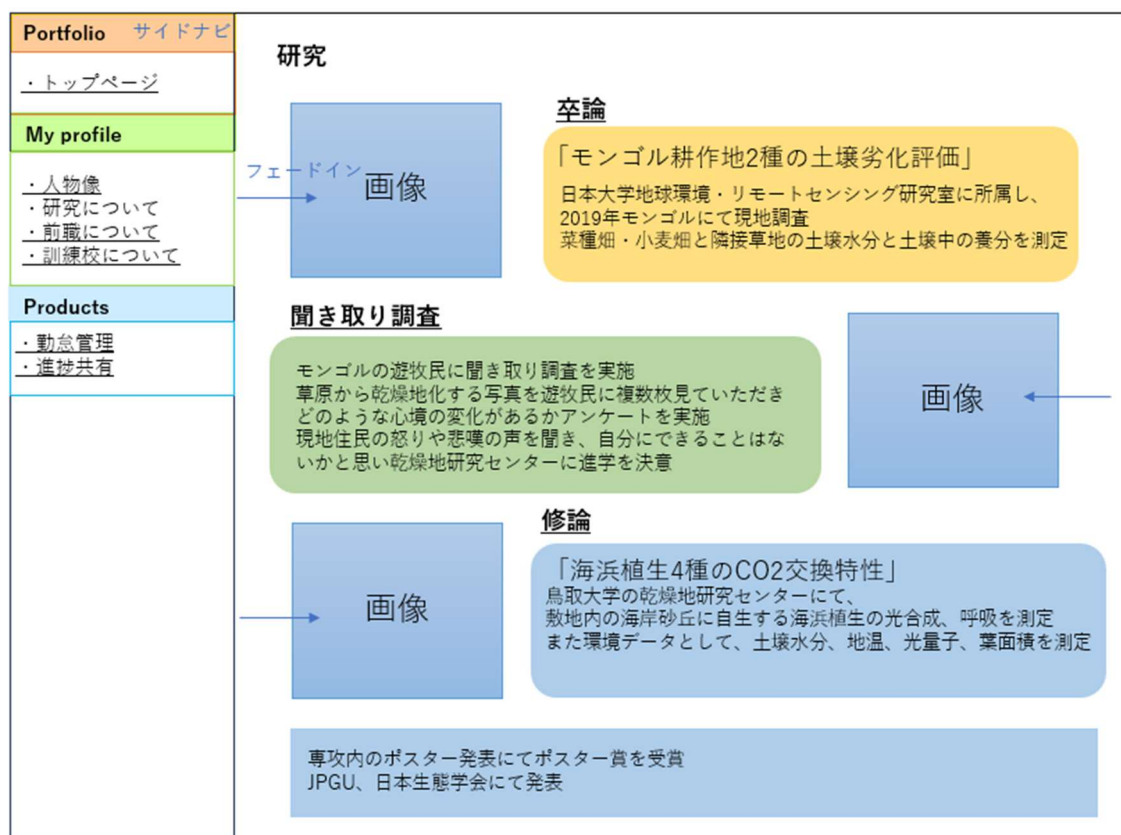 Portfolio サイドナビ
・トップページ
My profile
・人物像
・研究について
・前職について
・訓練校について
Products
・勤怠管理
・進捗共有
研究
フェードイン
画像
卒論
「モンゴル耕作地2種の土壌劣化評価」
日本大学地球環境・リモートセンシング研究室に所属し、
2019年モンゴルにて現地調査
菜種畑・小麦畑と隣接草地の土壌水分と土壌中の養分を測定
聞き取り調査
モンゴルの遊牧民に聞き取り調査を実施
草原から乾燥地化する写真を遊牧民に複数枚見ていただき
どのような心境の変化があるかアンケートを実施
現地住民の怒りや悲嘆の声を聞き、自分にできることはな
いかと思い乾燥地研究センターに進学を決意
画像
画像
修論
「海浜植生4種のCO2交換特性」
鳥取大学の乾燥地研究センターにて、
敷地内の海岸砂丘に自生する海浜植生の光合成、呼吸を測定
また環境データとして、土壌水分、地温、光量子、葉面積を測定
専攻内のポスター発表にてポスター賞を受賞
JPGU、日本生態学会にて発表